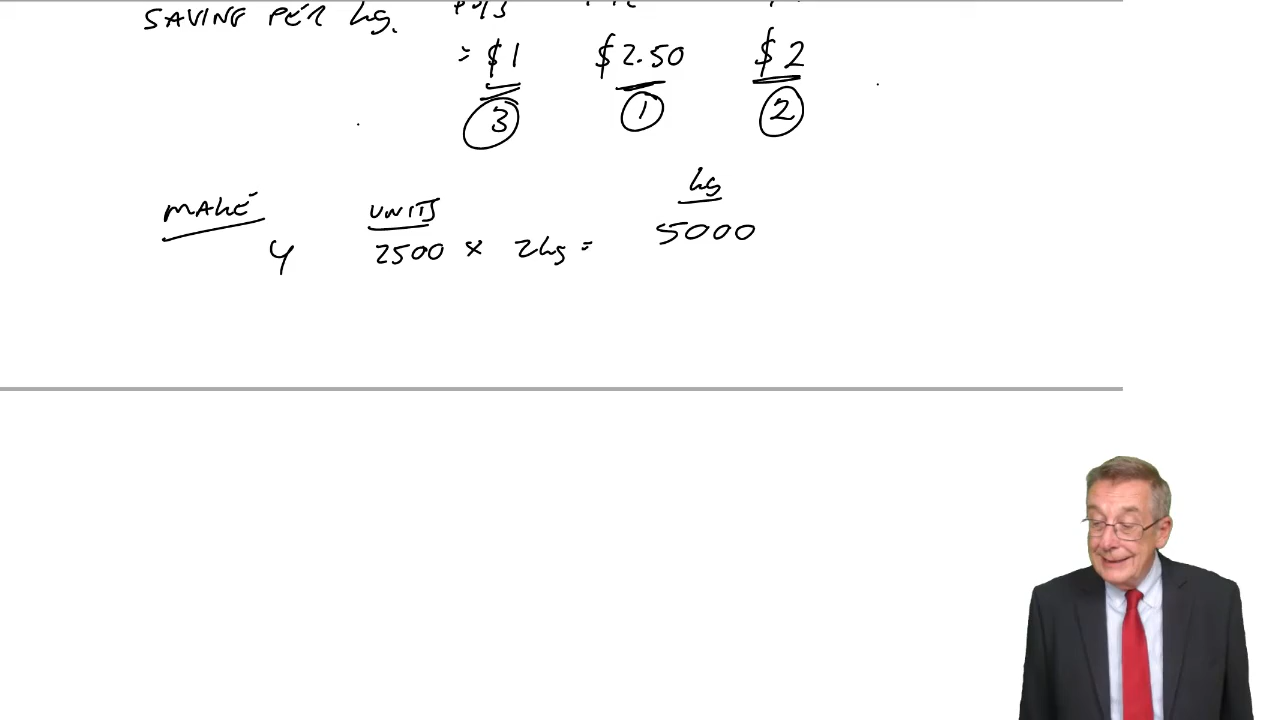 SAVING PER kg.
= $1 $2.50 $2
3 1 2
MAKE UNITS kg
Y 2500 × 2kg = 5000